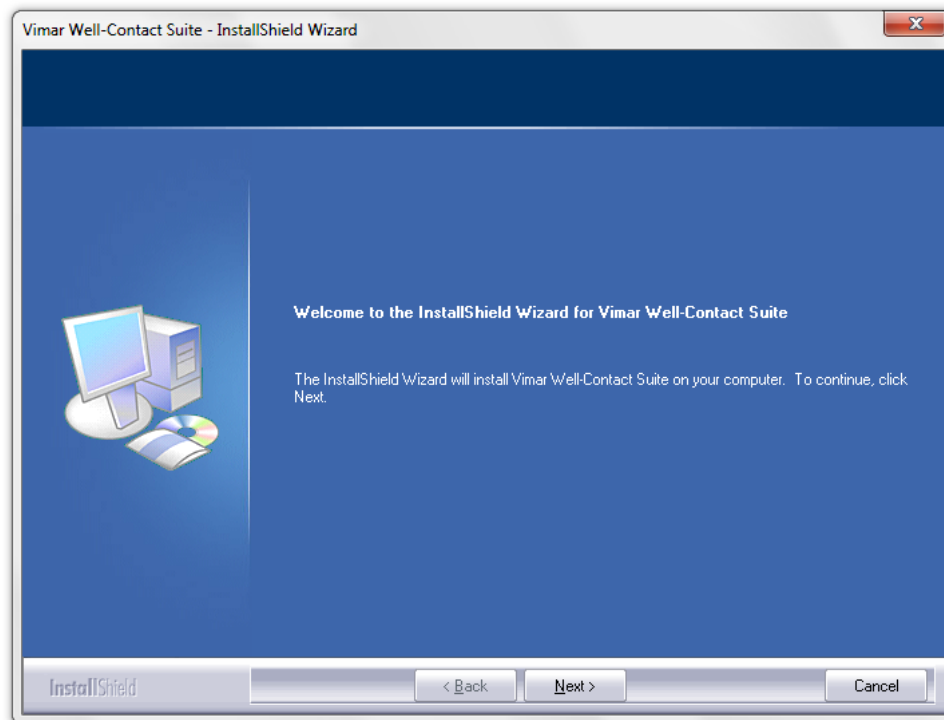 Vimar Well-Contact Suite - InstallShield Wizard
Welcome to the InstallShield Wizard for Vimar Well-Contact Suite
The InstallShield Wizard will install Vimar Well-Contact Suite on your computer. To continue, click
Next.
InstallShield
< Back
Next >
Cancel